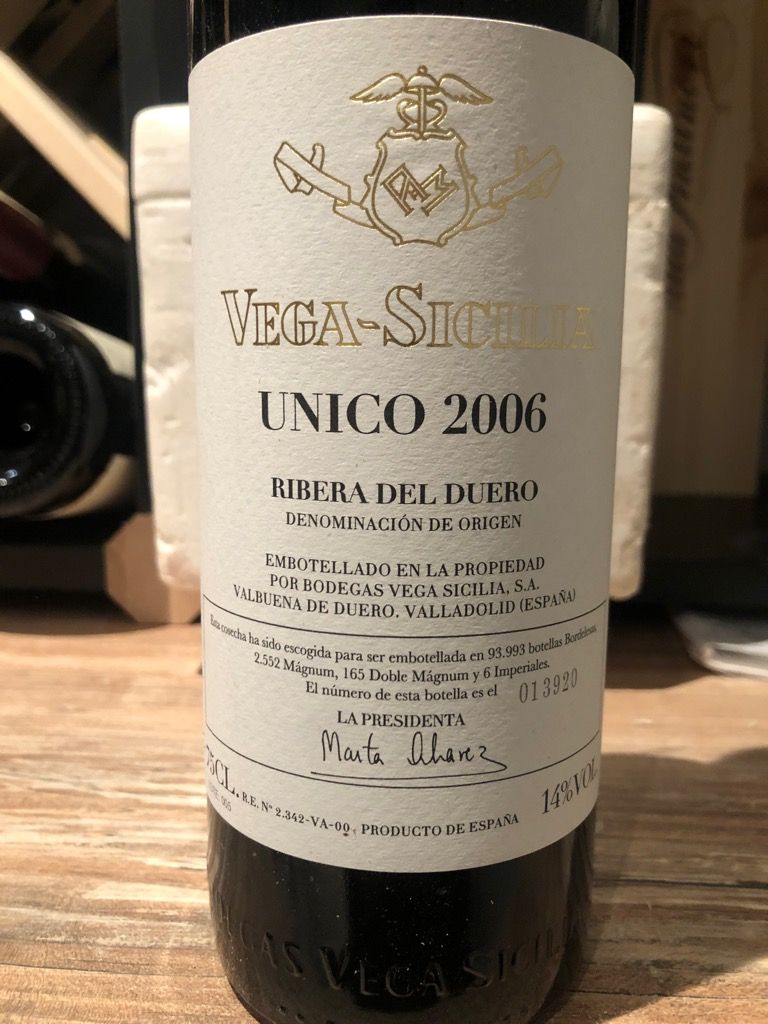 VEGA-SICILIA
UNICO 2006
RIBERA DEL DUERO
DENOMINACIÓN DE ORIGEN
EMBOTELLADO EN LA PROPIEDAD
POR BODEGAS VEGA SICILIA, S.A.
VALBUENA DE DUERO. VALLADOLID (ESPAÑA)
Esta cosecha ha sido escogida para ser embotellada en 93.993 botellas Bordelesas,
2.552 Mágnum, 165 Doble Mágnum y 6 Imperiales.
El número de esta botella es el 013920
LA PRESIDENTA
Marta Alvarez
75CL. R.E. Nº 2.342-VA-00 PRODUCTO DE ESPAÑA 14%VOL.
VEGA SICILIA